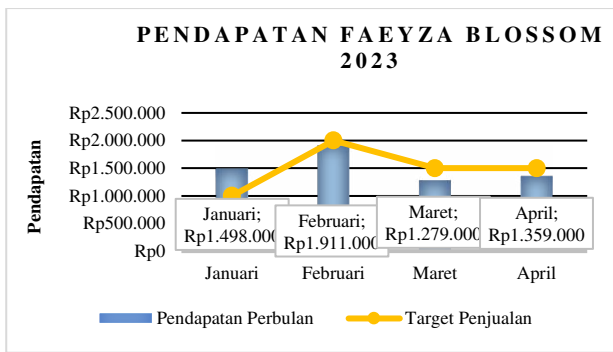 PENDAPATAN FAEYZA BLOSSOM
2023
Pendapatan
Rp2.500.000
Rp2.000.000
Rp1.500.000
Rp1.000.000
Rp500.000
Rp0
Januari;
Rp1.498.000
Februari;
Rp1.911.000
Maret;
Rp1.279.000
April;
Rp1.359.000
Januari
Februari
Maret
April
Pendapatan Perbulan
Target Penjualan